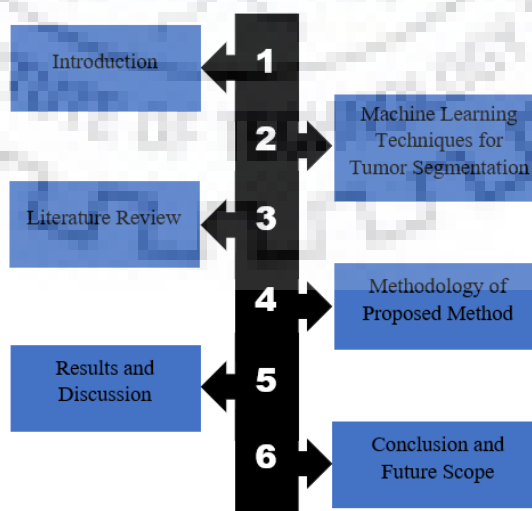 1
Introduction
2
Machine Learning
Techniques for
Tumor Segmentation
3
Literature Review
4
Methodology of
Proposed Method
5
Results and
Discussion
6
Conclusion and
Future Scope